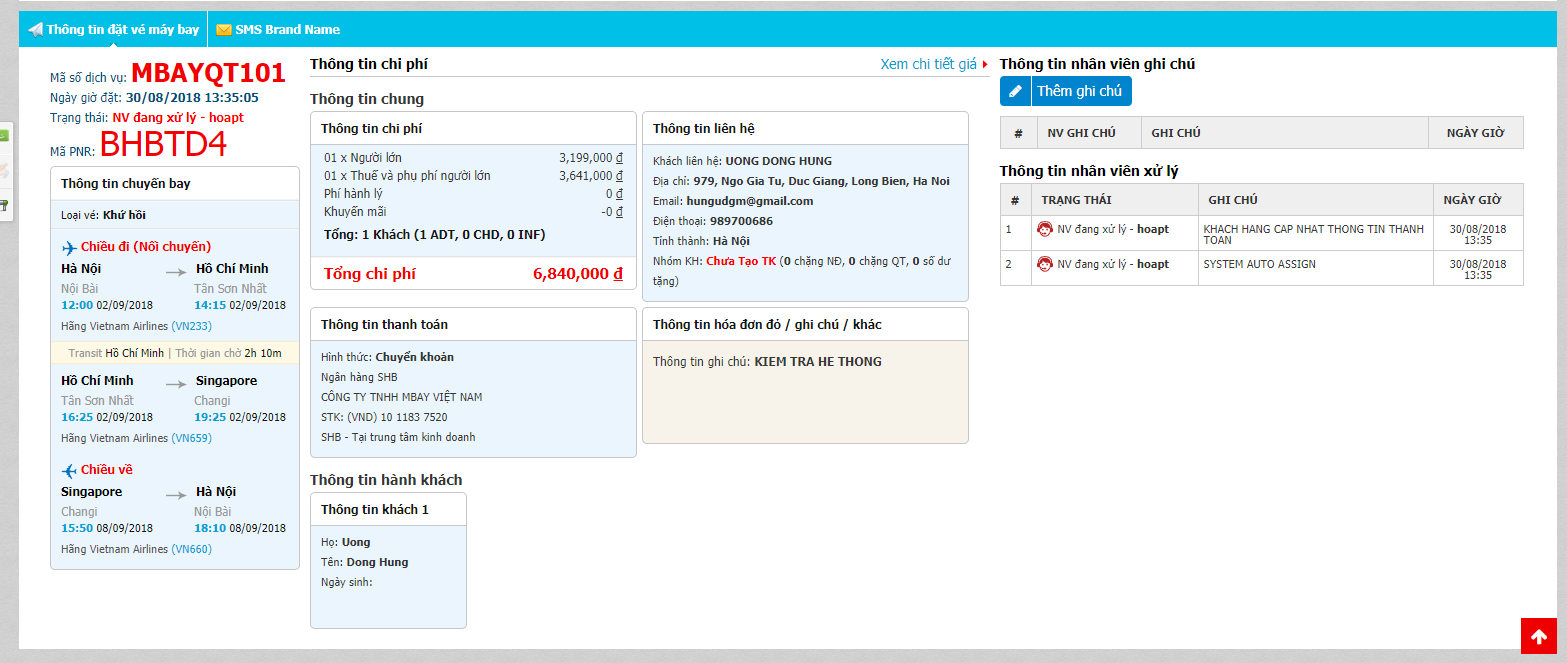 Thông tin đặt vé máy bay
SMS Brand Name
Mã số dịch vụ: MBAYQT101
Ngày giờ đặt: 30/08/2018 13:35:05
Trạng thái: NV đang xử lý - hoapt
Mã PNR: BHBTD4
Thông tin chuyến bay
Loại vé: Khứ hồi
Chiều đi (Nối chuyến)
Hà Nội Hồ Chí Minh
Nội Bài Tân Sơn Nhất
12:00 02/09/2018 14:15 02/09/2018
Hãng Vietnam Airlines (VN233)
Transit Hồ Chí Minh | Thời gian chờ 2h 10m
Hồ Chí Minh Singapore
Tân Sơn Nhất Changi
16:25 02/09/2018 19:25 02/09/2018
Hãng Vietnam Airlines (VN659)
Chiều về
Singapore Hà Nội
Changi Nội Bài
15:50 08/09/2018 18:10 08/09/2018
Hãng Vietnam Airlines (VN660)
Thông tin chi phí
Xem chi tiết giá
Thông tin chung
Thông tin chi phí
01 x Người lớn 3,199,000 đ
01 x Thuế và phụ phí người lớn 3,641,000 đ
Phí hành lý 0 đ
Khuyến mãi -0 đ
Tổng: 1 Khách (1 ADT, 0 CHD, 0 INF)
Tổng chi phí 6,840,000 đ
Thông tin liên hệ
Khách liên hệ: UONG DONG HUNG
Địa chỉ: 979, Ngo Gia Tu, Duc Giang, Long Bien, Ha Noi
Email: hungudgm@gmail.com
Điện thoại: 989700686
Tỉnh thành: Hà Nội
Nhóm KH: Chưa Tạo TK (0 chặng NĐ, 0 chặng QT, 0 số dư
tặng)
Thông tin thanh toán
Hình thức: Chuyển khoản
Ngân hàng SHB
CÔNG TY TNHH MBAY VIỆT NAM
STK: (VND) 10 1183 7520
SHB - Tại trung tâm kinh doanh
Thông tin hóa đơn đỏ / ghi chú / khác
Thông tin ghi chú: KIEM TRA HE THONG
Thông tin hành khách
Thông tin khách 1
Họ: Uong
Tên: Dong Hung
Ngày sinh:
Thông tin nhân viên ghi chú
Thêm ghi chú
# NV GHI CHÚ GHI CHÚ NGÀY GIỜ
Thông tin nhân viên xử lý
# TRẠNG THÁI GHI CHÚ NGÀY GIỜ
1 NV đang xử lý - hoapt KHACH HANG CAP NHAT THONG TIN THANH 30/08/2018
TOAN 13:35
2 NV đang xử lý - hoapt SYSTEM AUTO ASSIGN 30/08/2018
13:35